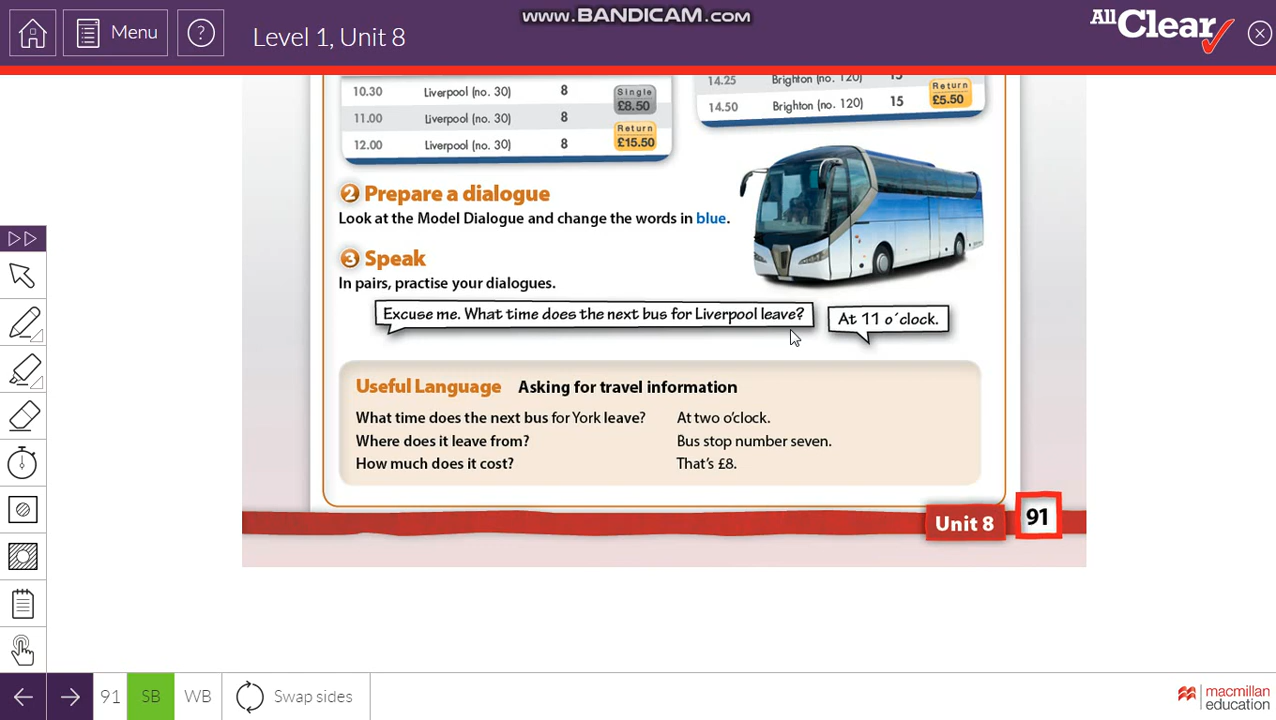 www.BANDICAM.com
Menu
?
Level 1, Unit 8
All Clear
10.30 Liverpool (no. 30) 8
11.00 Liverpool (no. 30) 8
12.00 Liverpool (no. 30) 8
Single
£8.50
Return
£15.50
14.25 Brighton (no. 120) 15
14.50 Brighton (no. 120) 15
Return
£5.50
2 Prepare a dialogue
Look at the Model Dialogue and change the words in blue.
3 Speak
In pairs, practise your dialogues.
Excuse me. What time does the next bus for Liverpool leave?
At 11 o´clock.
Useful Language Asking for travel information
What time does the next bus for York leave? At two o'clock.
Where does it leave from? Bus stop number seven.
How much does it cost? That's £8.
Unit 8 91
91 SB WB Swap sides
macmillan
education